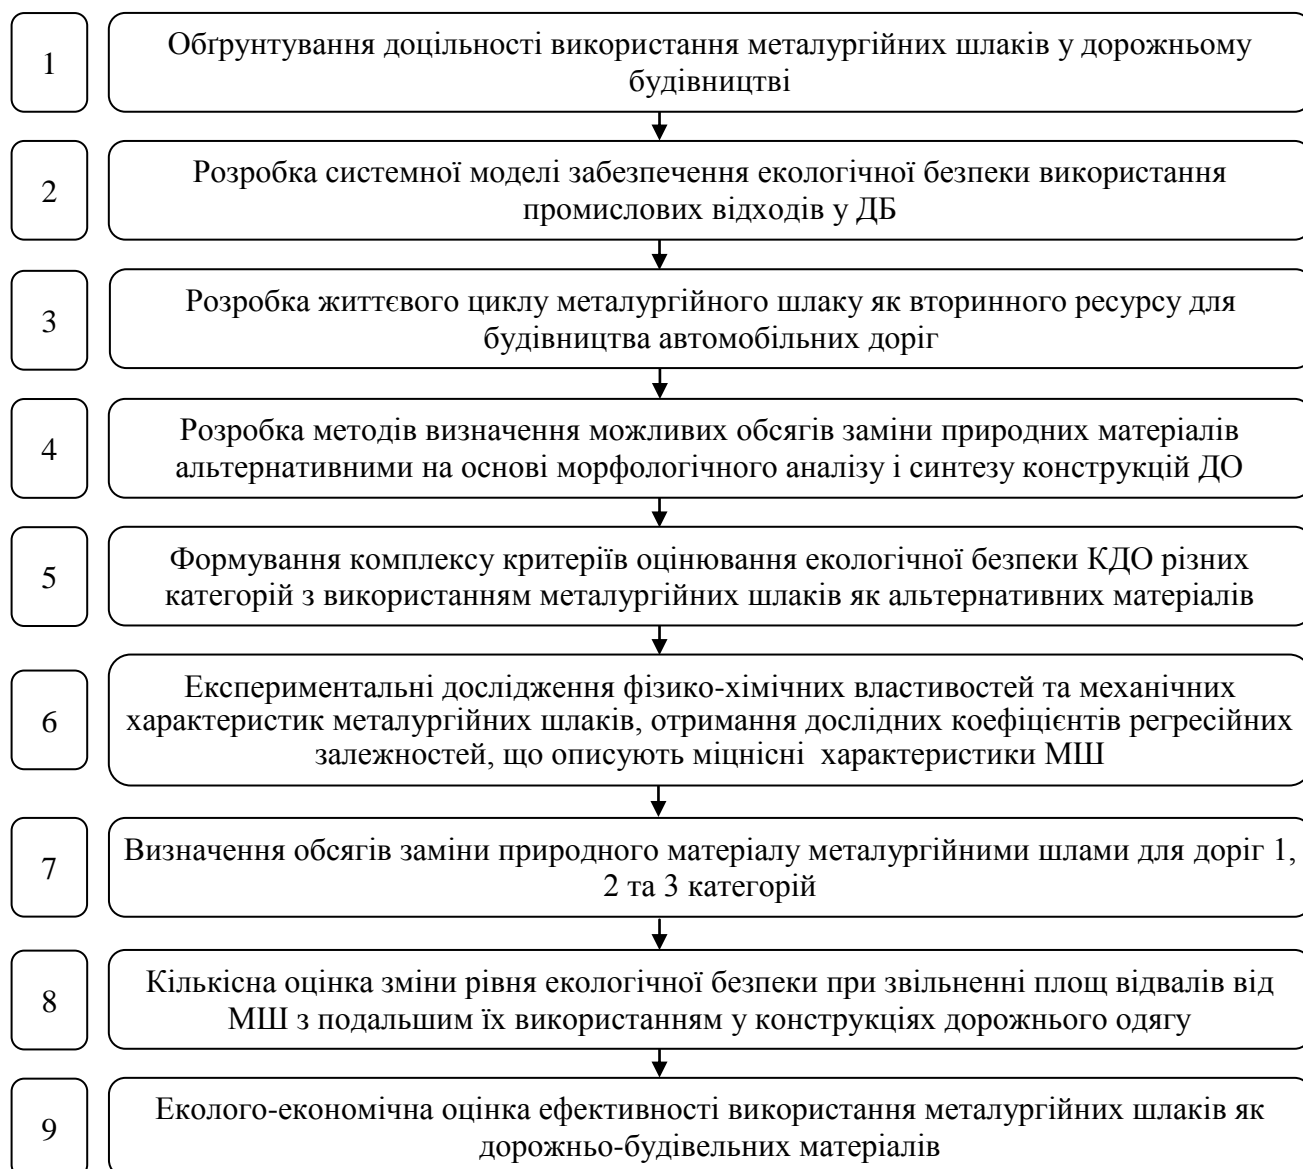 1
Обґрунтування доцільності використання металургійних шлаків у дорожньому
будівництві
2
Розробка системної моделі забезпечення екологічної безпеки використання
промислових відходів у ДБ
3
Розробка життєвого циклу металургійного шлаку як вторинного ресурсу для
будівництва автомобільних доріг
4
Розробка методів визначення можливих обсягів заміни природних матеріалів
альтернативними на основі морфологічного аналізу і синтезу конструкцій ДО
5
Формування комплексу критеріїв оцінювання екологічної безпеки КДО різних
категорій з використанням металургійних шлаків як альтернативних матеріалів
6
Експериментальні дослідження фізико-хімічних властивостей та механічних
характеристик металургійних шлаків, отримання дослідних коефіцієнтів регресійних
залежностей, що описують міцнісні характеристики МШ
7
Визначення обсягів заміни природного матеріалу металургійними шлами для доріг 1,
2 та 3 категорій
8
Кількісна оцінка зміни рівня екологічної безпеки при звільненні площ відвалів від
МШ з подальшим їх використанням у конструкціях дорожнього одягу
9
Еколого-економічна оцінка ефективності використання металургійних шлаків як
дорожньо-будівельних матеріалів